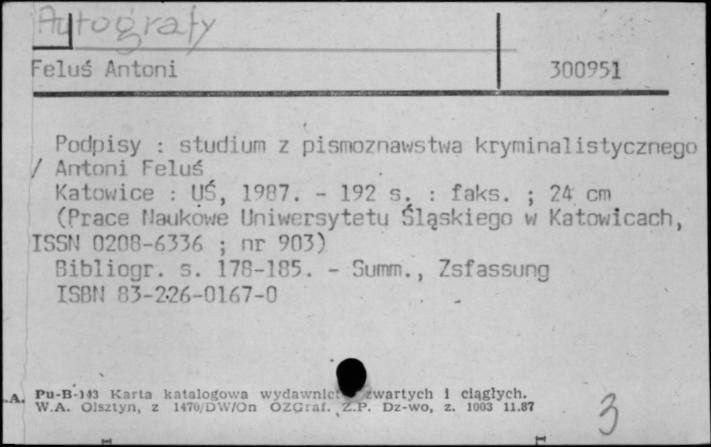 Autografy
Feluś Antoni 300951
Podpisy : studium z pismoznawstwa kryminalistycznego
/ Antoni Feluś
Katowice : UŚ, 1987. - 192 s. : faks. ; 24 cm
(Prace Naukowe Uniwersytetu Śląskiego w Katowicach,
ISSN 0208-6336 ; nr 903)
Bibliogr. s. 178-185. - Summ., Zsfassung
ISBN 83-226-0167-0
Pu-B-143 Karta katalogowa wydawnictw zwartych i ciągłych.
W.A. Olsztyn, z 1470/DW/On OZGraf. Z.P. Dz-wo, z. 1003 11.87
3